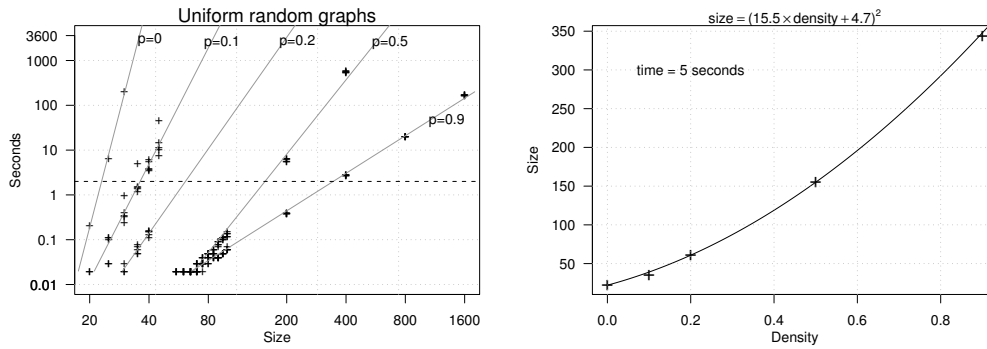 Uniform random graphs
p=0
p=0.1
p=0.2
p=0.5
p=0.9
3600
1000
100
10
1
0.1
0.01
Seconds
20 40 80 200 400 800 1600
Size
size = (15.5 × density + 4.7)²
time = 5 seconds
350
300
250
200
150
100
50
Size
0.0 0.2 0.4 0.6 0.8
Density